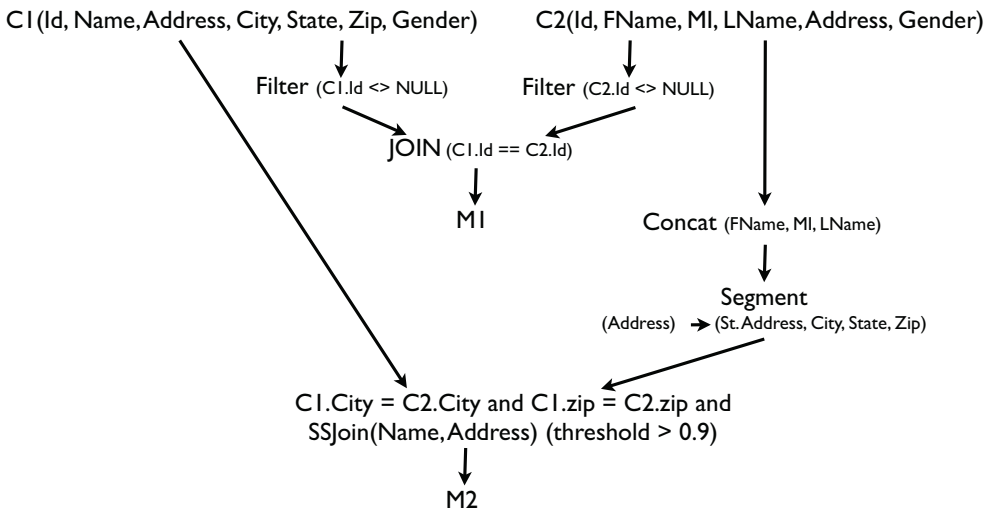 C1(Id, Name, Address, City, State, Zip, Gender)
C2(Id, FName, MI, LName, Address, Gender)
Filter (C1.Id <> NULL)
Filter (C2.Id <> NULL)
JOIN (C1.Id == C2.Id)
M1
Concat (FName, MI, LName)
Segment
(Address) (St. Address, City, State, Zip)
C1.City = C2.City and C1.zip = C2.zip and
SSJoin(Name, Address) (threshold > 0.9)
M2